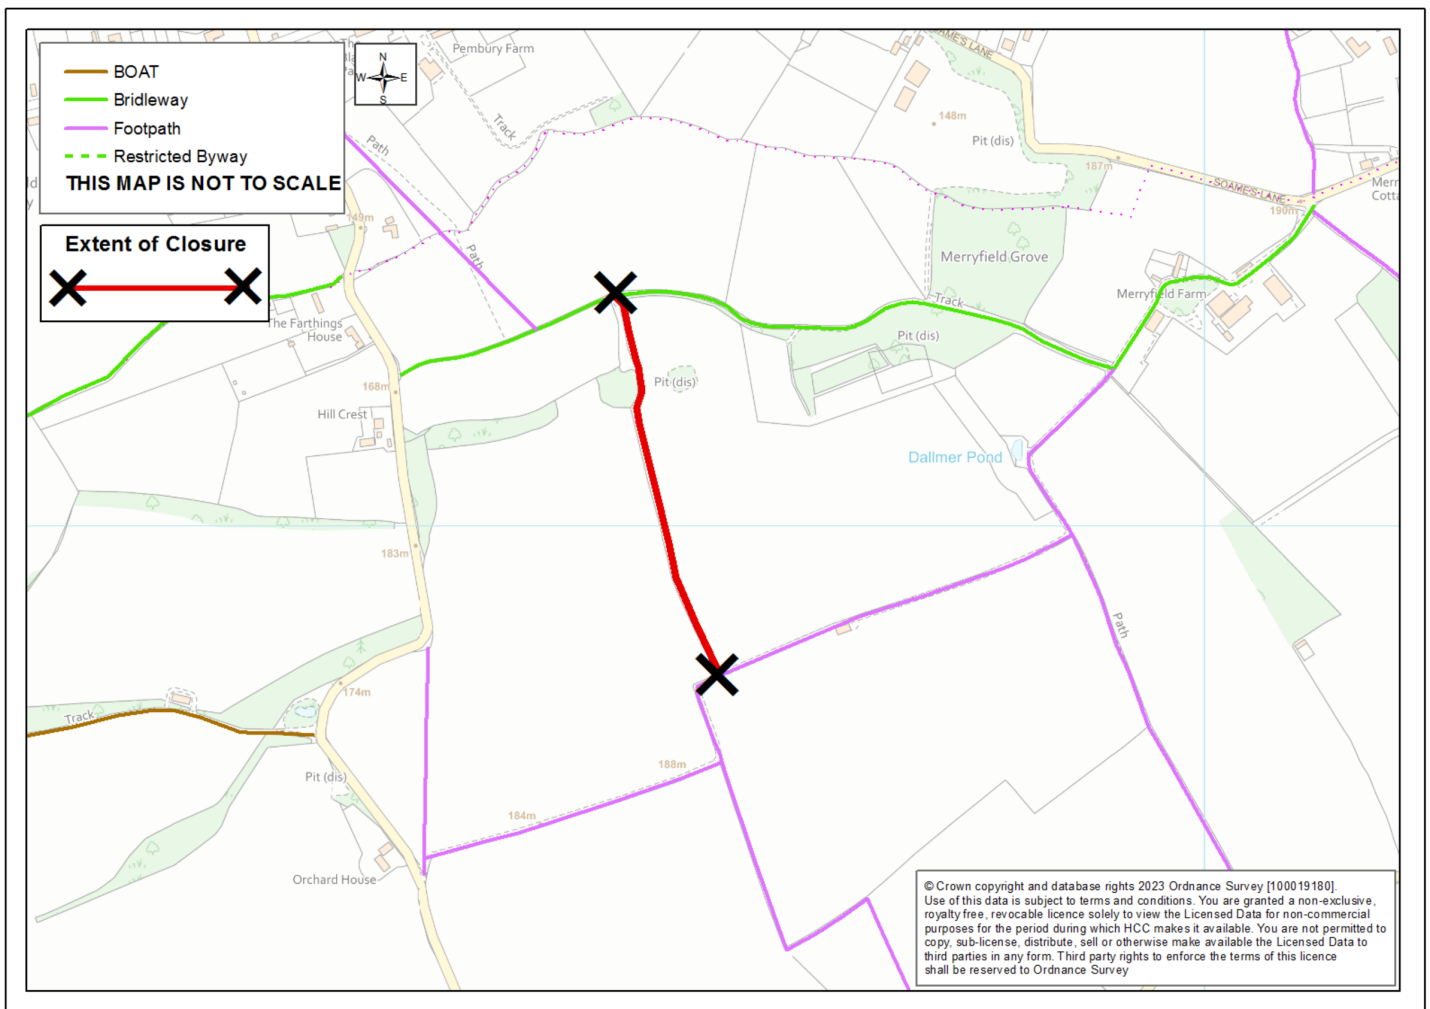 BOAT
Bridleway
Footpath
Restricted Byway
THIS MAP IS NOT TO SCALE
Extent of Closure
N
W
E
S
The
Pembury Farm
SOAMES LANE
Track
Path
148m
Pit (dis)
187m
SOAMES LANE
190m
149m
Path
Merryfield Grove
Merryfield Farm
Track
The Farthings
House
Pit (dis)
Pit (dis)
168m
Hill Crest
Dallmer Pond
183m
Path
174m
Track
188m
Pit (dis)
184m
Orchard House
© Crown copyright and database rights 2023 Ordnance Survey [100019180].
Use of this data is subject to terms and conditions. You are granted a non-exclusive,
royalty free, revocable licence solely to view the Licensed Data for non-commercial
purposes for the period during which HCC makes it available. You are not permitted to
copy, sub-license, distribute, sell or otherwise make available the Licensed Data to
third parties in any form. Third party rights to enforce the terms of this licence
shall be reserved to Ordnance Survey